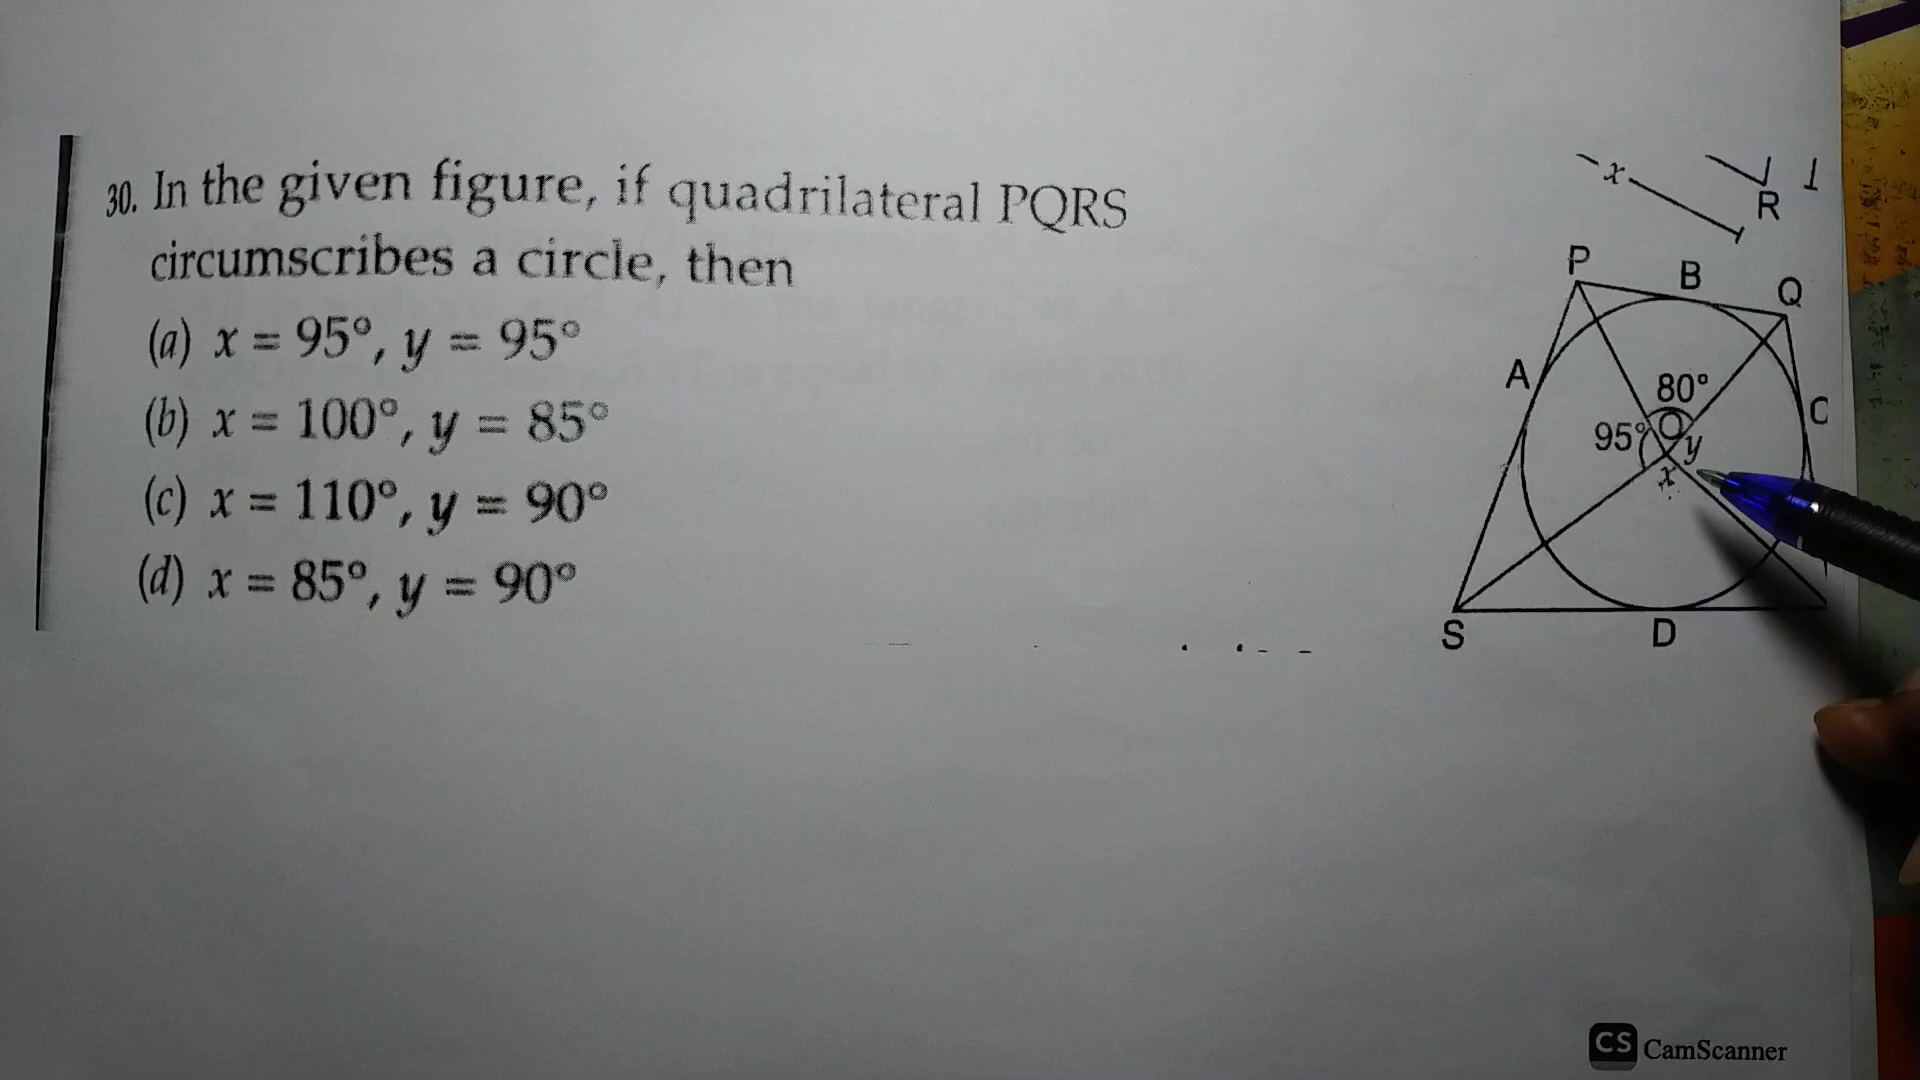 30. In the given figure, if quadrilateral PQRS
circumscribes a circle, then
(a) x = 95°, y = 95°
(b) x = 100°, y = 85°
(c) x = 110°, y = 90°
(d) x = 85°, y = 90°
x
R
P
B
Q
A
80°
C
95°
O
y
x
S
D
CS CamScanner